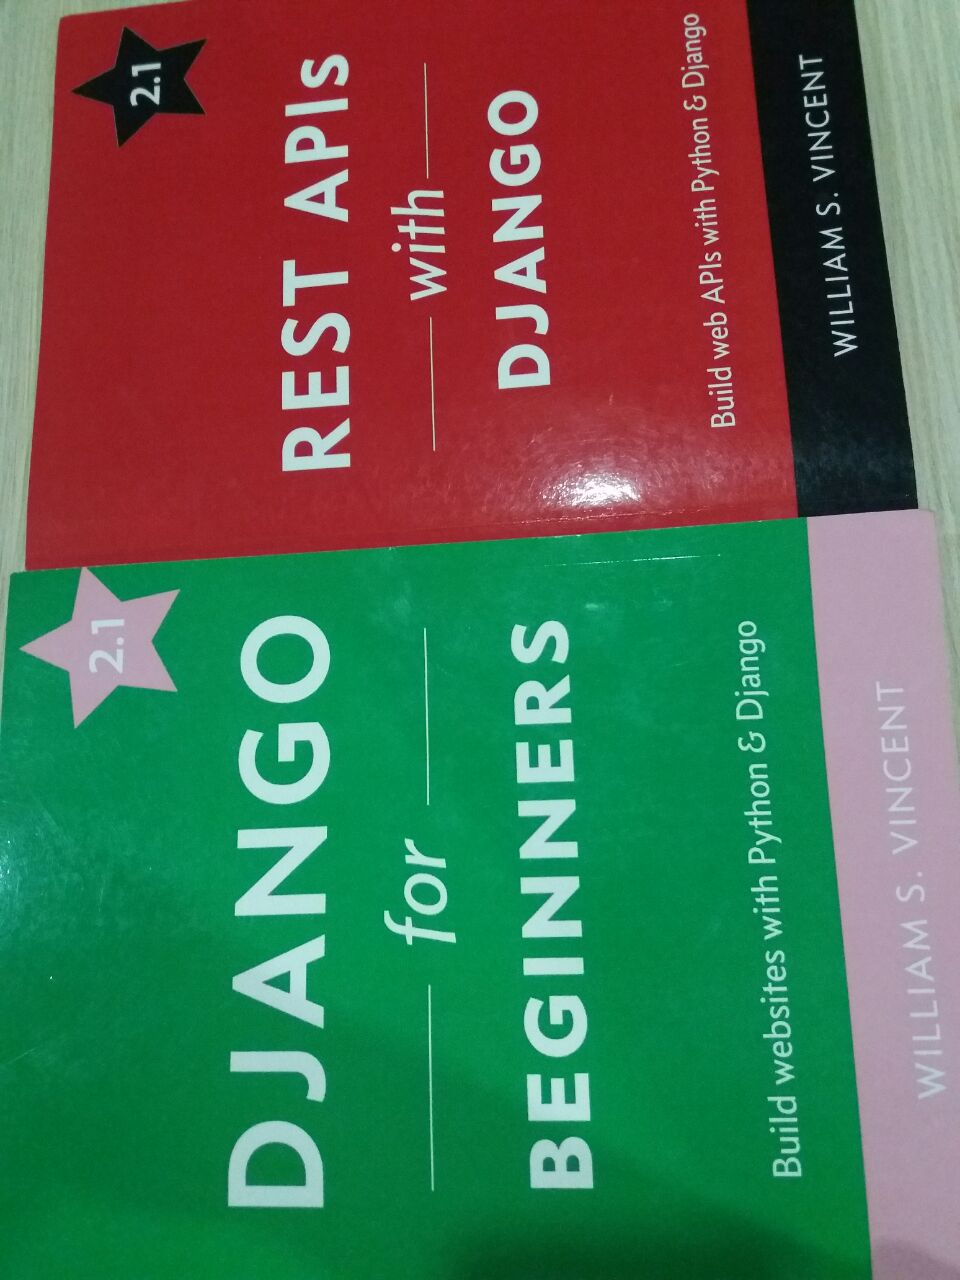 2.1
REST APIs
with
DJANGO
Build web APIs with Python & Django
WILLIAM S. VINCENT
2.1
DJANGO
for
BEGINNERS
Build websites with Python & Django
WILLIAM S. VINCENT